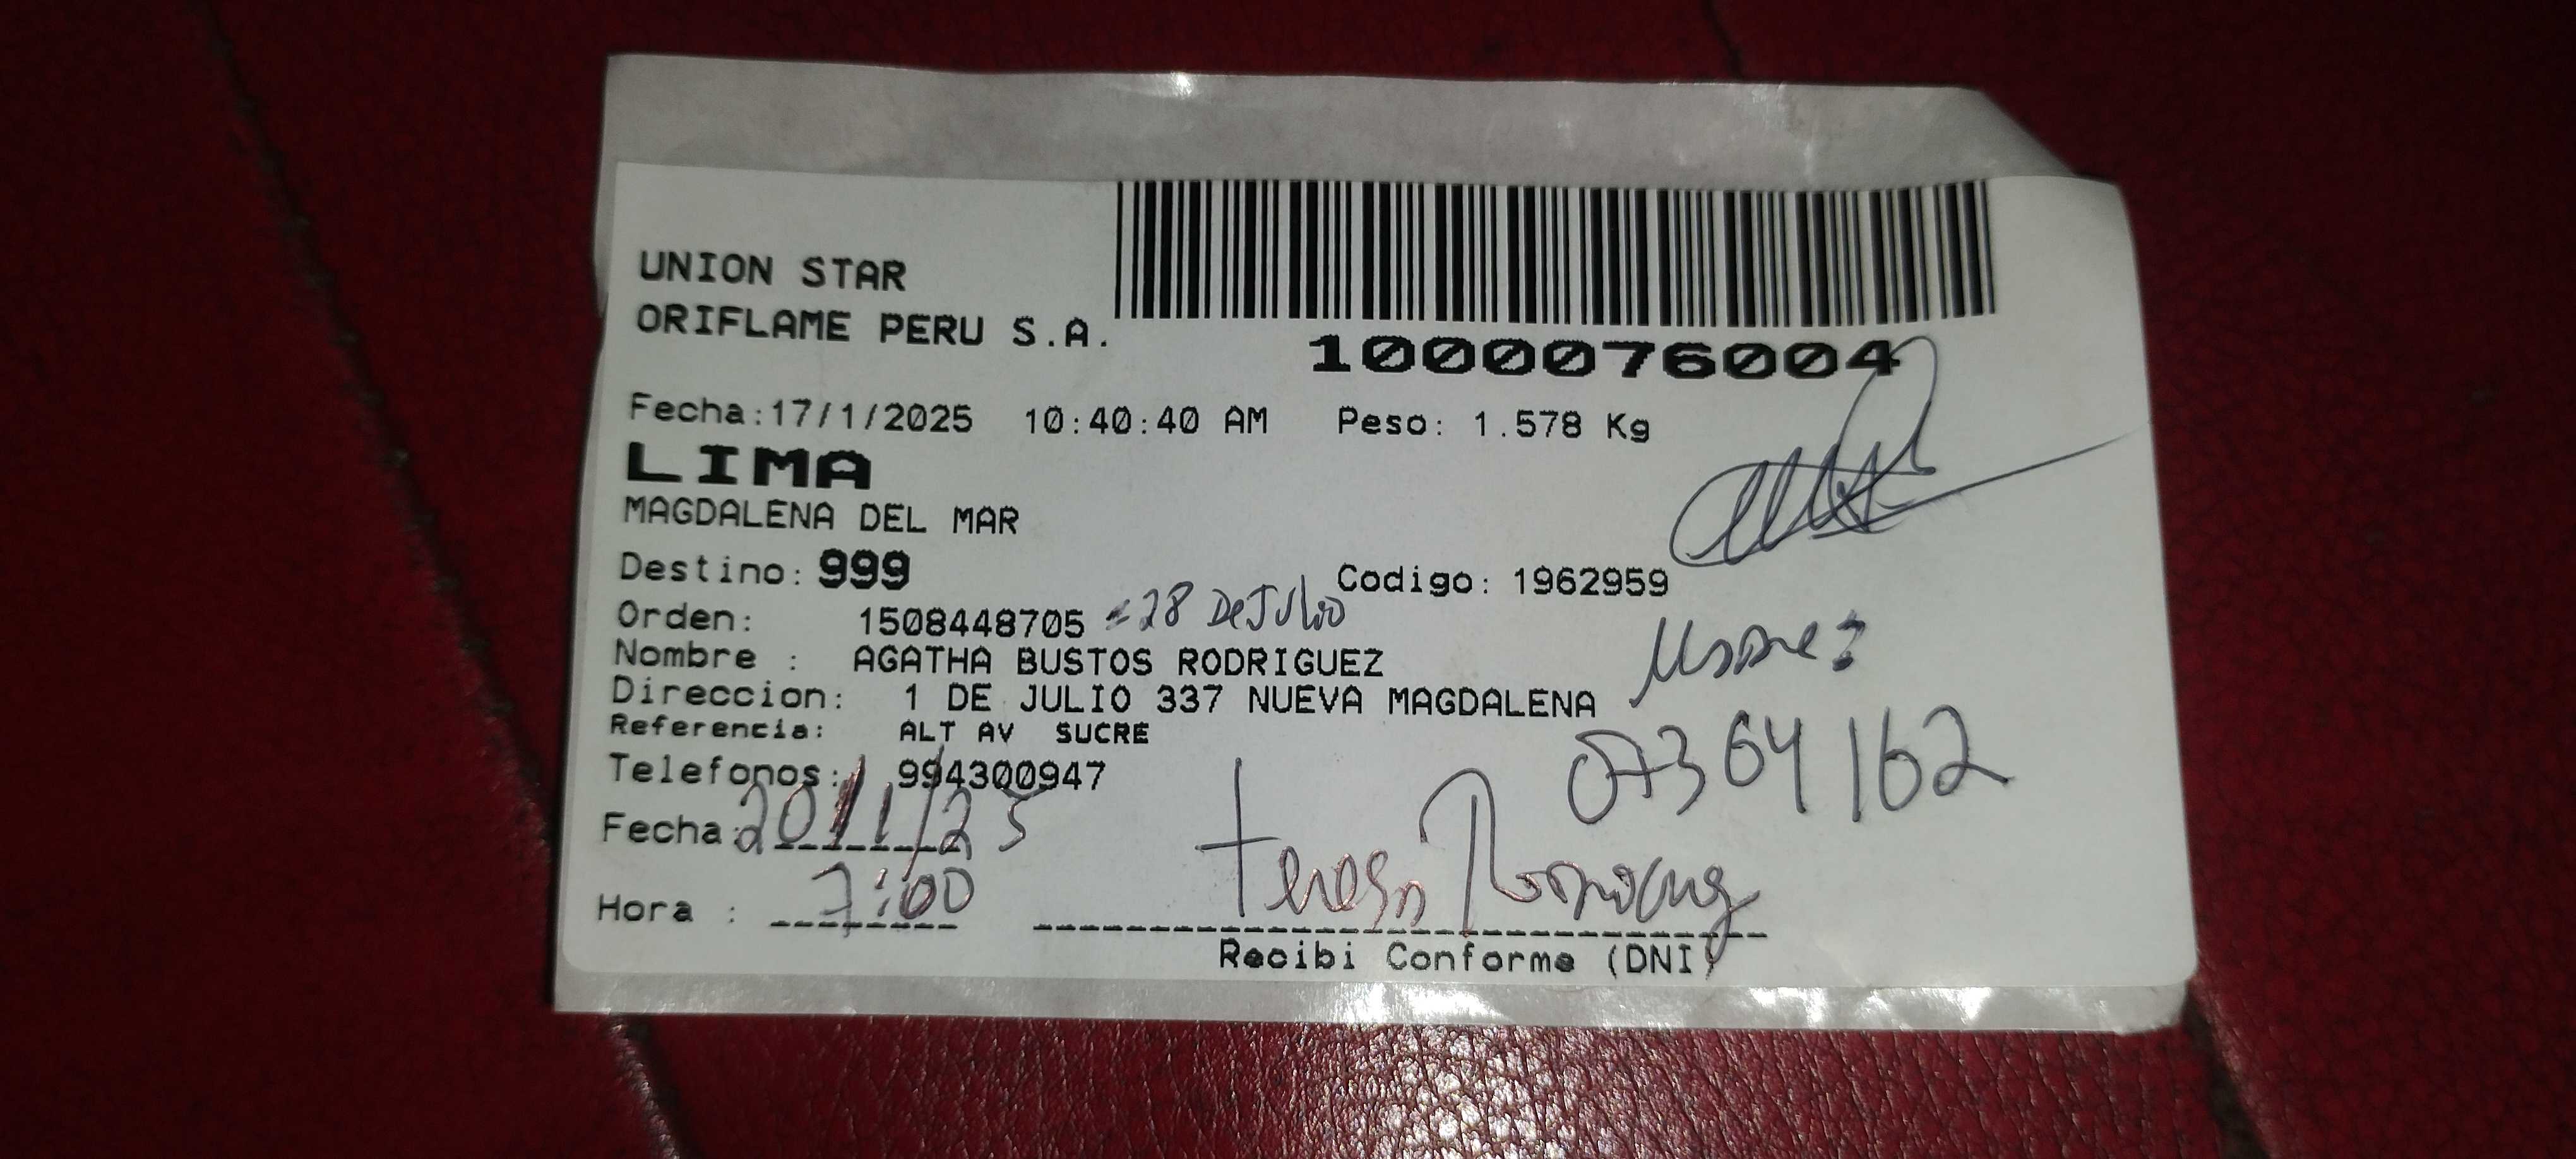 UNION STAR
ORIFLAME PERU S.A.
1000076004
Fecha:17/1/2025 10:40:40 AM Peso: 1.578 Kg
LIMA
MAGDALENA DEL MAR
Destino: 999 Codigo: 1962959
Orden: 1508448705 28 De Julio
Nombre : AGATHA BUSTOS RODRIGUEZ
Direccion: 1 DE JULIO 337 NUEVA MAGDALENA
Referencia: ALT AV SUCRE
Telefonos: 994300947
07364162
Fecha: 20/1/25
Hora : 7:00
Teresa
Recibi Conforme (DNI)